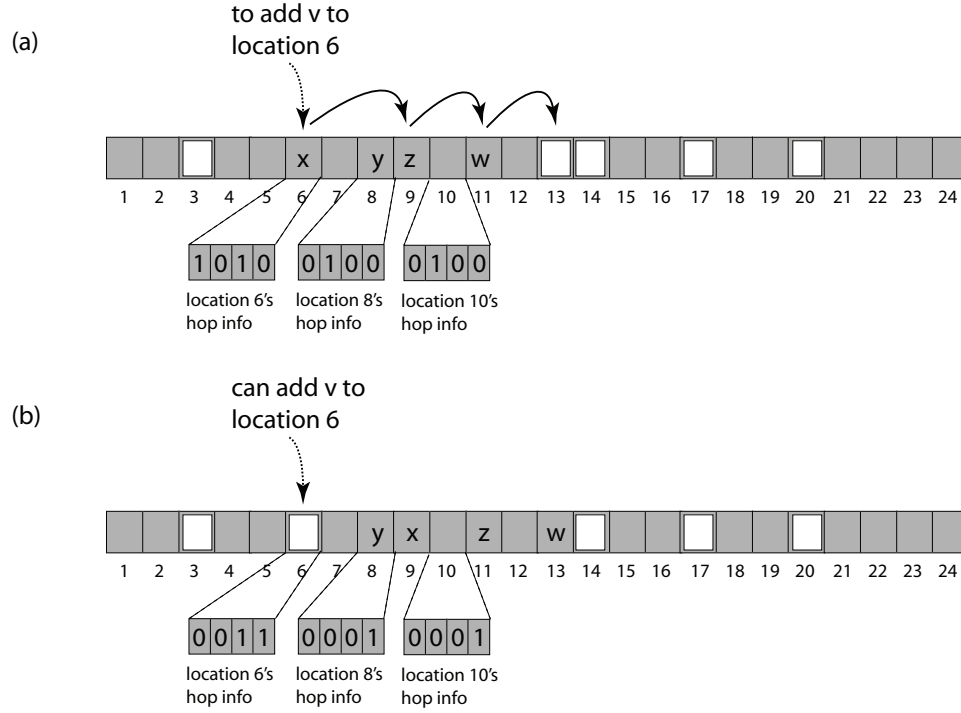 (a)
to add v to
location 6
x y z w
1 2 3 4 5 6 7 8 9 10 11 12 13 14 15 16 17 18 19 20 21 22 23 24
1 0 1 0 0 1 0 0 0 1 0 0
location 6's location 8's location 10's
hop info hop info hop info
(b)
can add v to
location 6
y x z w
1 2 3 4 5 6 7 8 9 10 11 12 13 14 15 16 17 18 19 20 21 22 23 24
0 0 1 1 0 0 0 1 0 0 0 1
location 6's location 8's location 10's
hop info hop info hop info